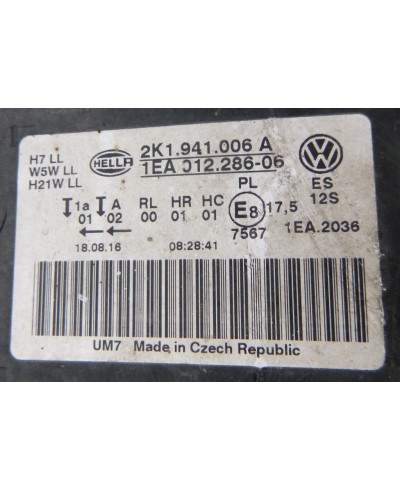 H7 LL
W5W LL
H21W LL
HELLA
2K1.941.006 A
1EA 012.286-06
VW
PL
ES
12S
1a A RL HR HC
01 02 00 01 01
E8 17,5
7567
1EA.2036
18.08.16 08:28:41
UM7 Made in Czech Republic